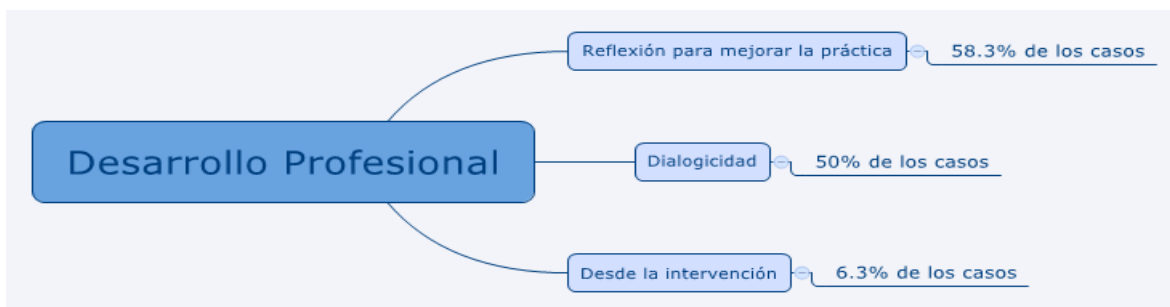 Reflexión para mejorar la práctica
58.3% de los casos
Desarrollo Profesional
Dialogicidad
50% de los casos
Desde la intervención
6.3% de los casos